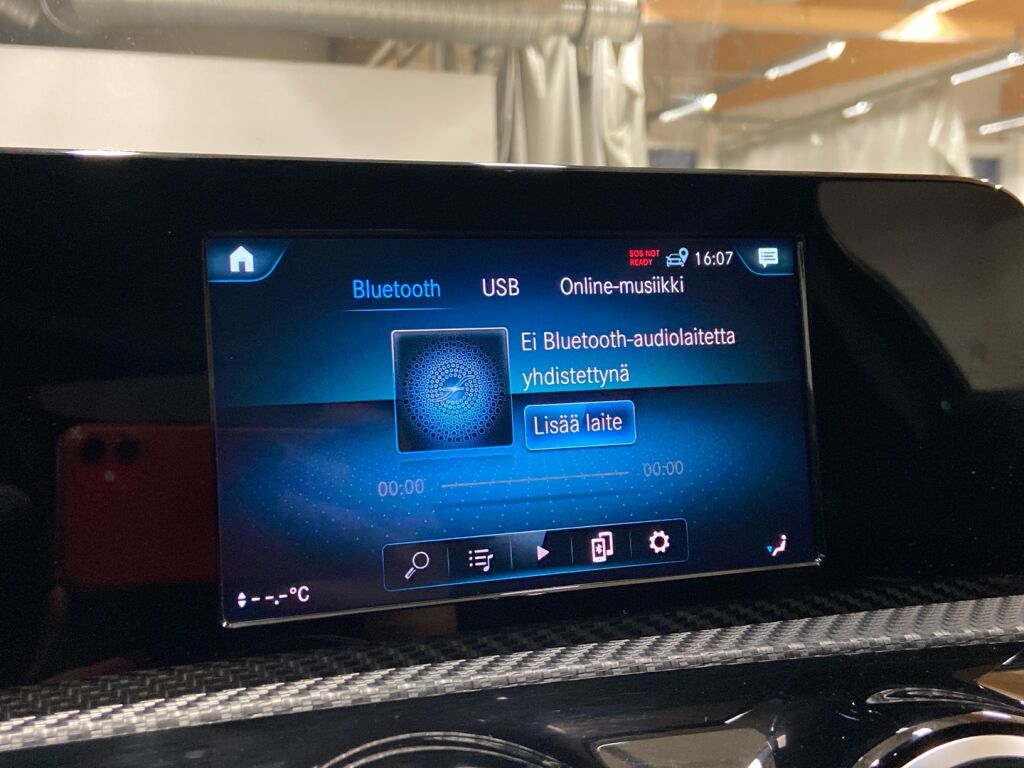 SOS NOT
READY
16:07
Bluetooth
USB
Online-musiikki
Ei Bluetooth-audiolaitetta
yhdistettynä
Lisää laite
00:00
00:00
--.-°C